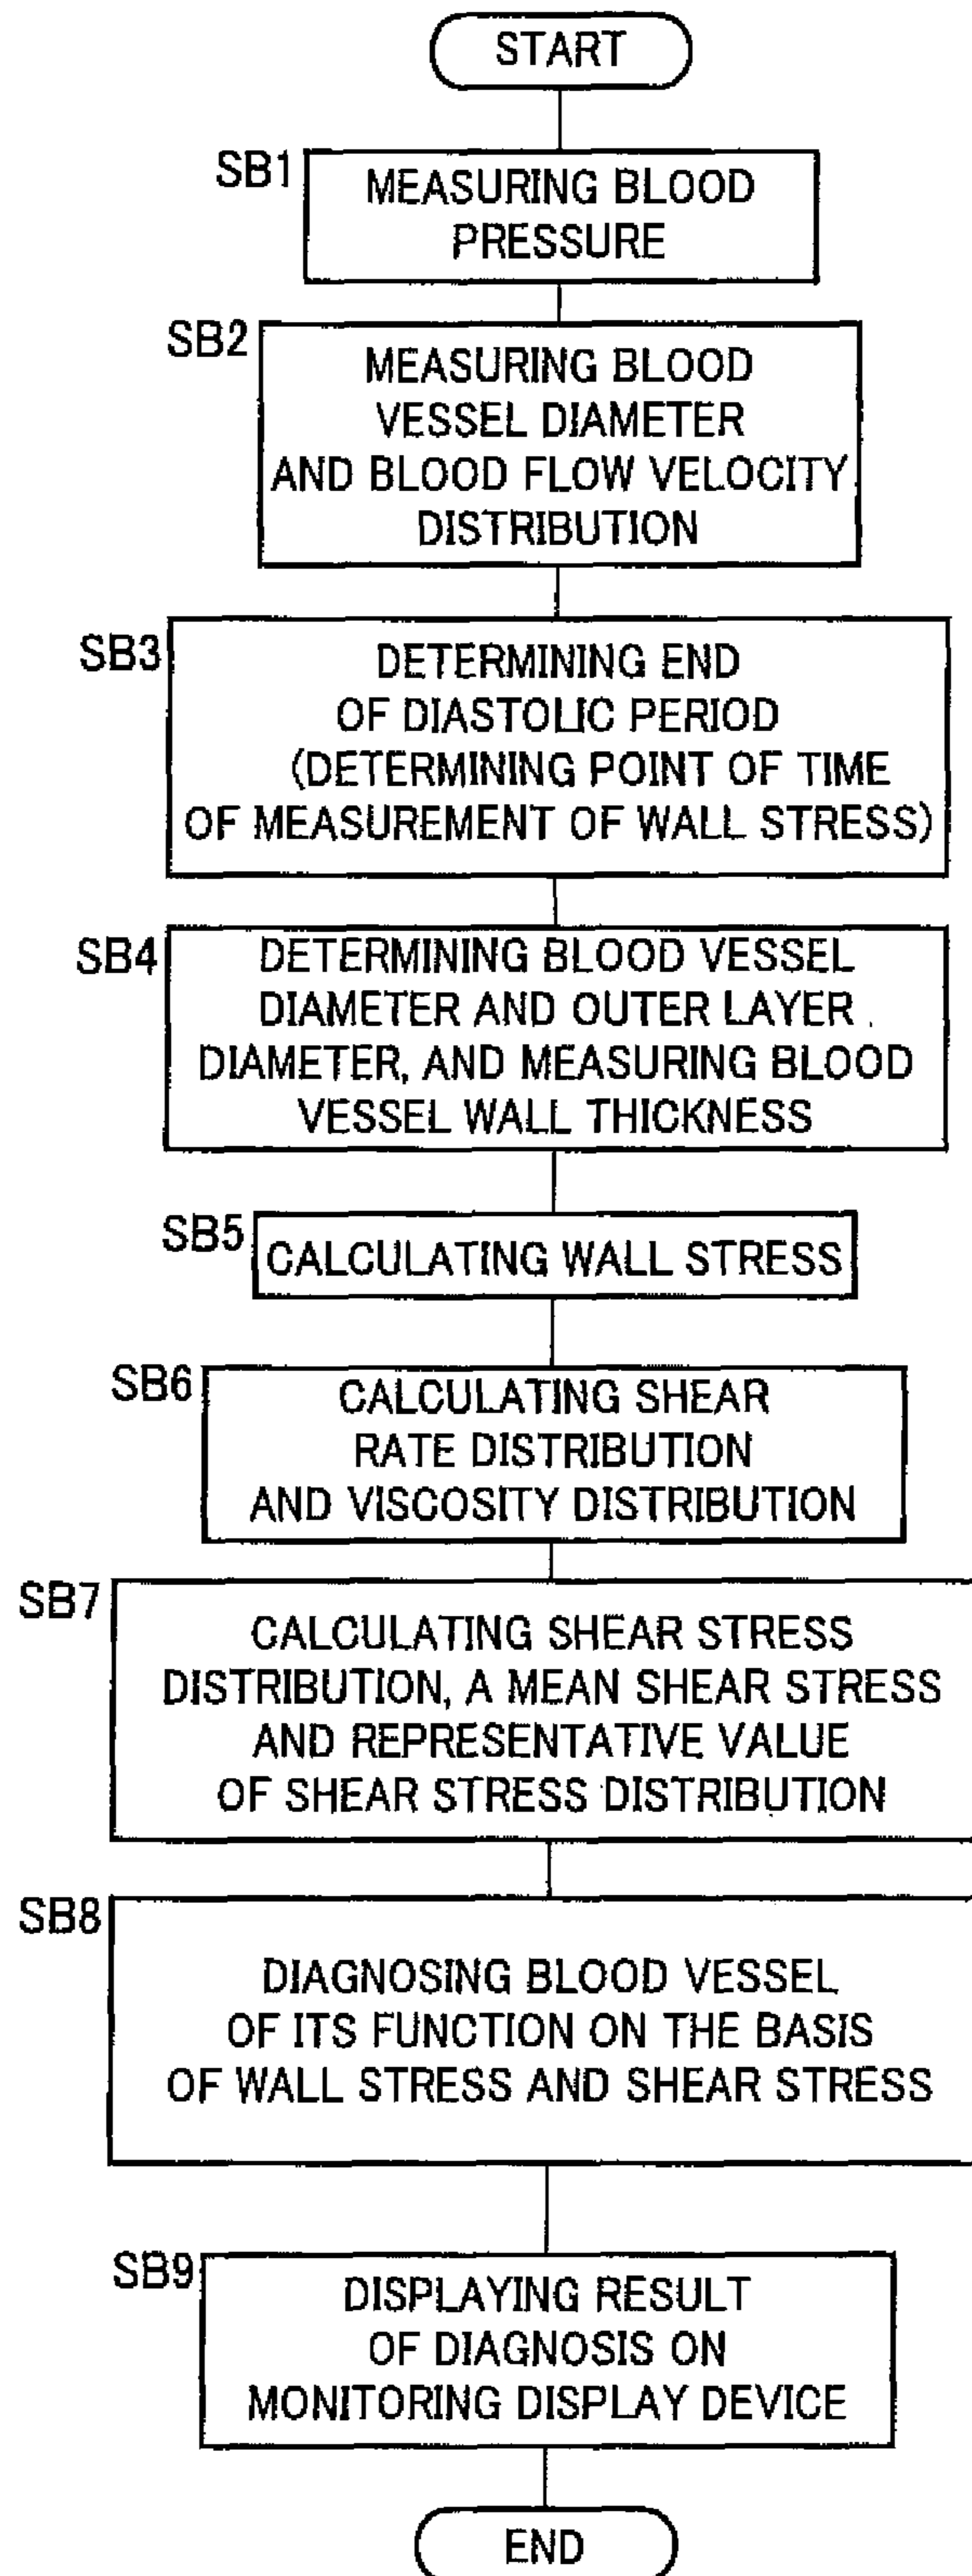 START
SB1
MEASURING BLOOD
PRESSURE
SB2
MEASURING BLOOD
VESSEL DIAMETER
AND BLOOD FLOW VELOCITY
DISTRIBUTION
SB3
DETERMINING END
OF DIASTOLIC PERIOD
(DETERMINING POINT OF TIME
OF MEASUREMENT OF WALL STRESS)
SB4
DETERMINING BLOOD VESSEL
DIAMETER AND OUTER LAYER
DIAMETER, AND MEASURING BLOOD
VESSEL WALL THICKNESS
SB5
CALCULATING WALL STRESS
SB6
CALCULATING SHEAR
RATE DISTRIBUTION
AND VISCOSITY DISTRIBUTION
SB7
CALCULATING SHEAR STRESS
DISTRIBUTION, A MEAN SHEAR STRESS
AND REPRESENTATIVE VALUE
OF SHEAR STRESS DISTRIBUTION
SB8
DIAGNOSING BLOOD VESSEL
OF ITS FUNCTION ON THE BASIS
OF WALL STRESS AND SHEAR STRESS
SB9
DISPLAYING RESULT
OF DIAGNOSIS ON
MONITORING DISPLAY DEVICE
END